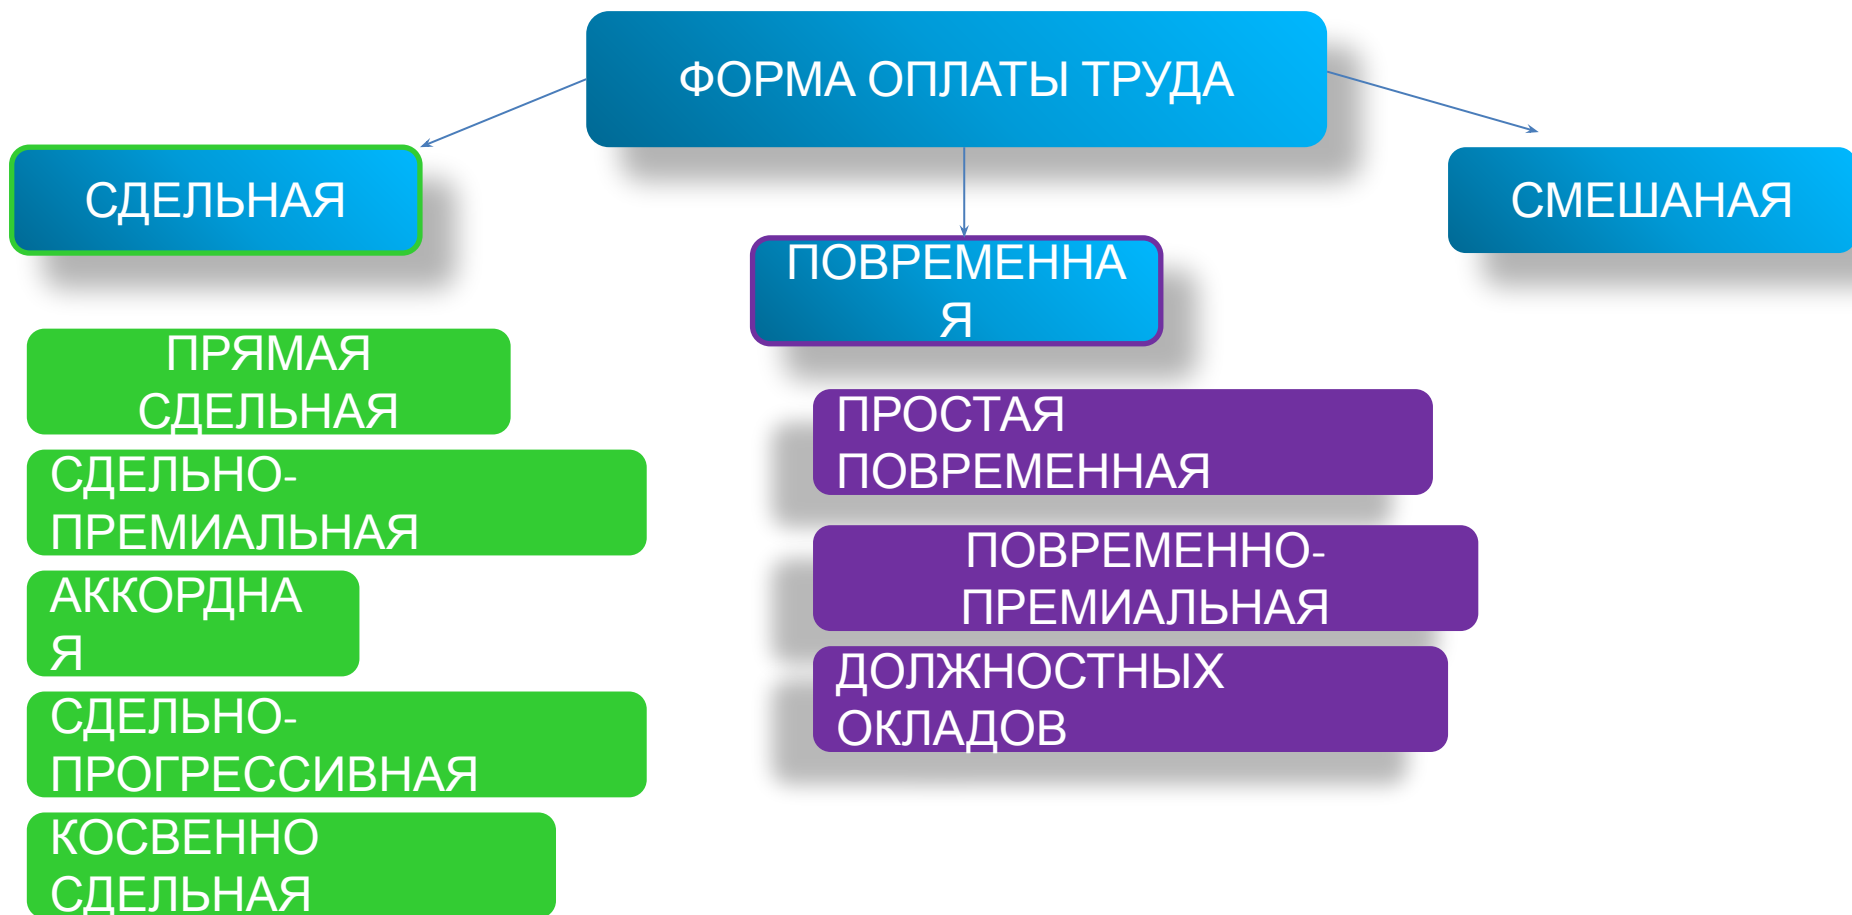 ФОРМА ОПЛАТЫ ТРУДА
СДЕЛЬНАЯ
СМЕШАНАЯ
ПОВРЕМЕННА
Я
ПРЯМАЯ
СДЕЛЬНАЯ
СДЕЛЬНО-
ПРЕМИАЛЬНАЯ
АККОРДНА
Я
СДЕЛЬНО-
ПРОГРЕССИВНАЯ
КОСВЕННО
СДЕЛЬНАЯ
ПРОСТАЯ
ПОВРЕМЕННАЯ
ПОВРЕМЕННО-
ПРЕМИАЛЬНАЯ
ДОЛЖНОСТНЫХ
ОКЛАДОВ